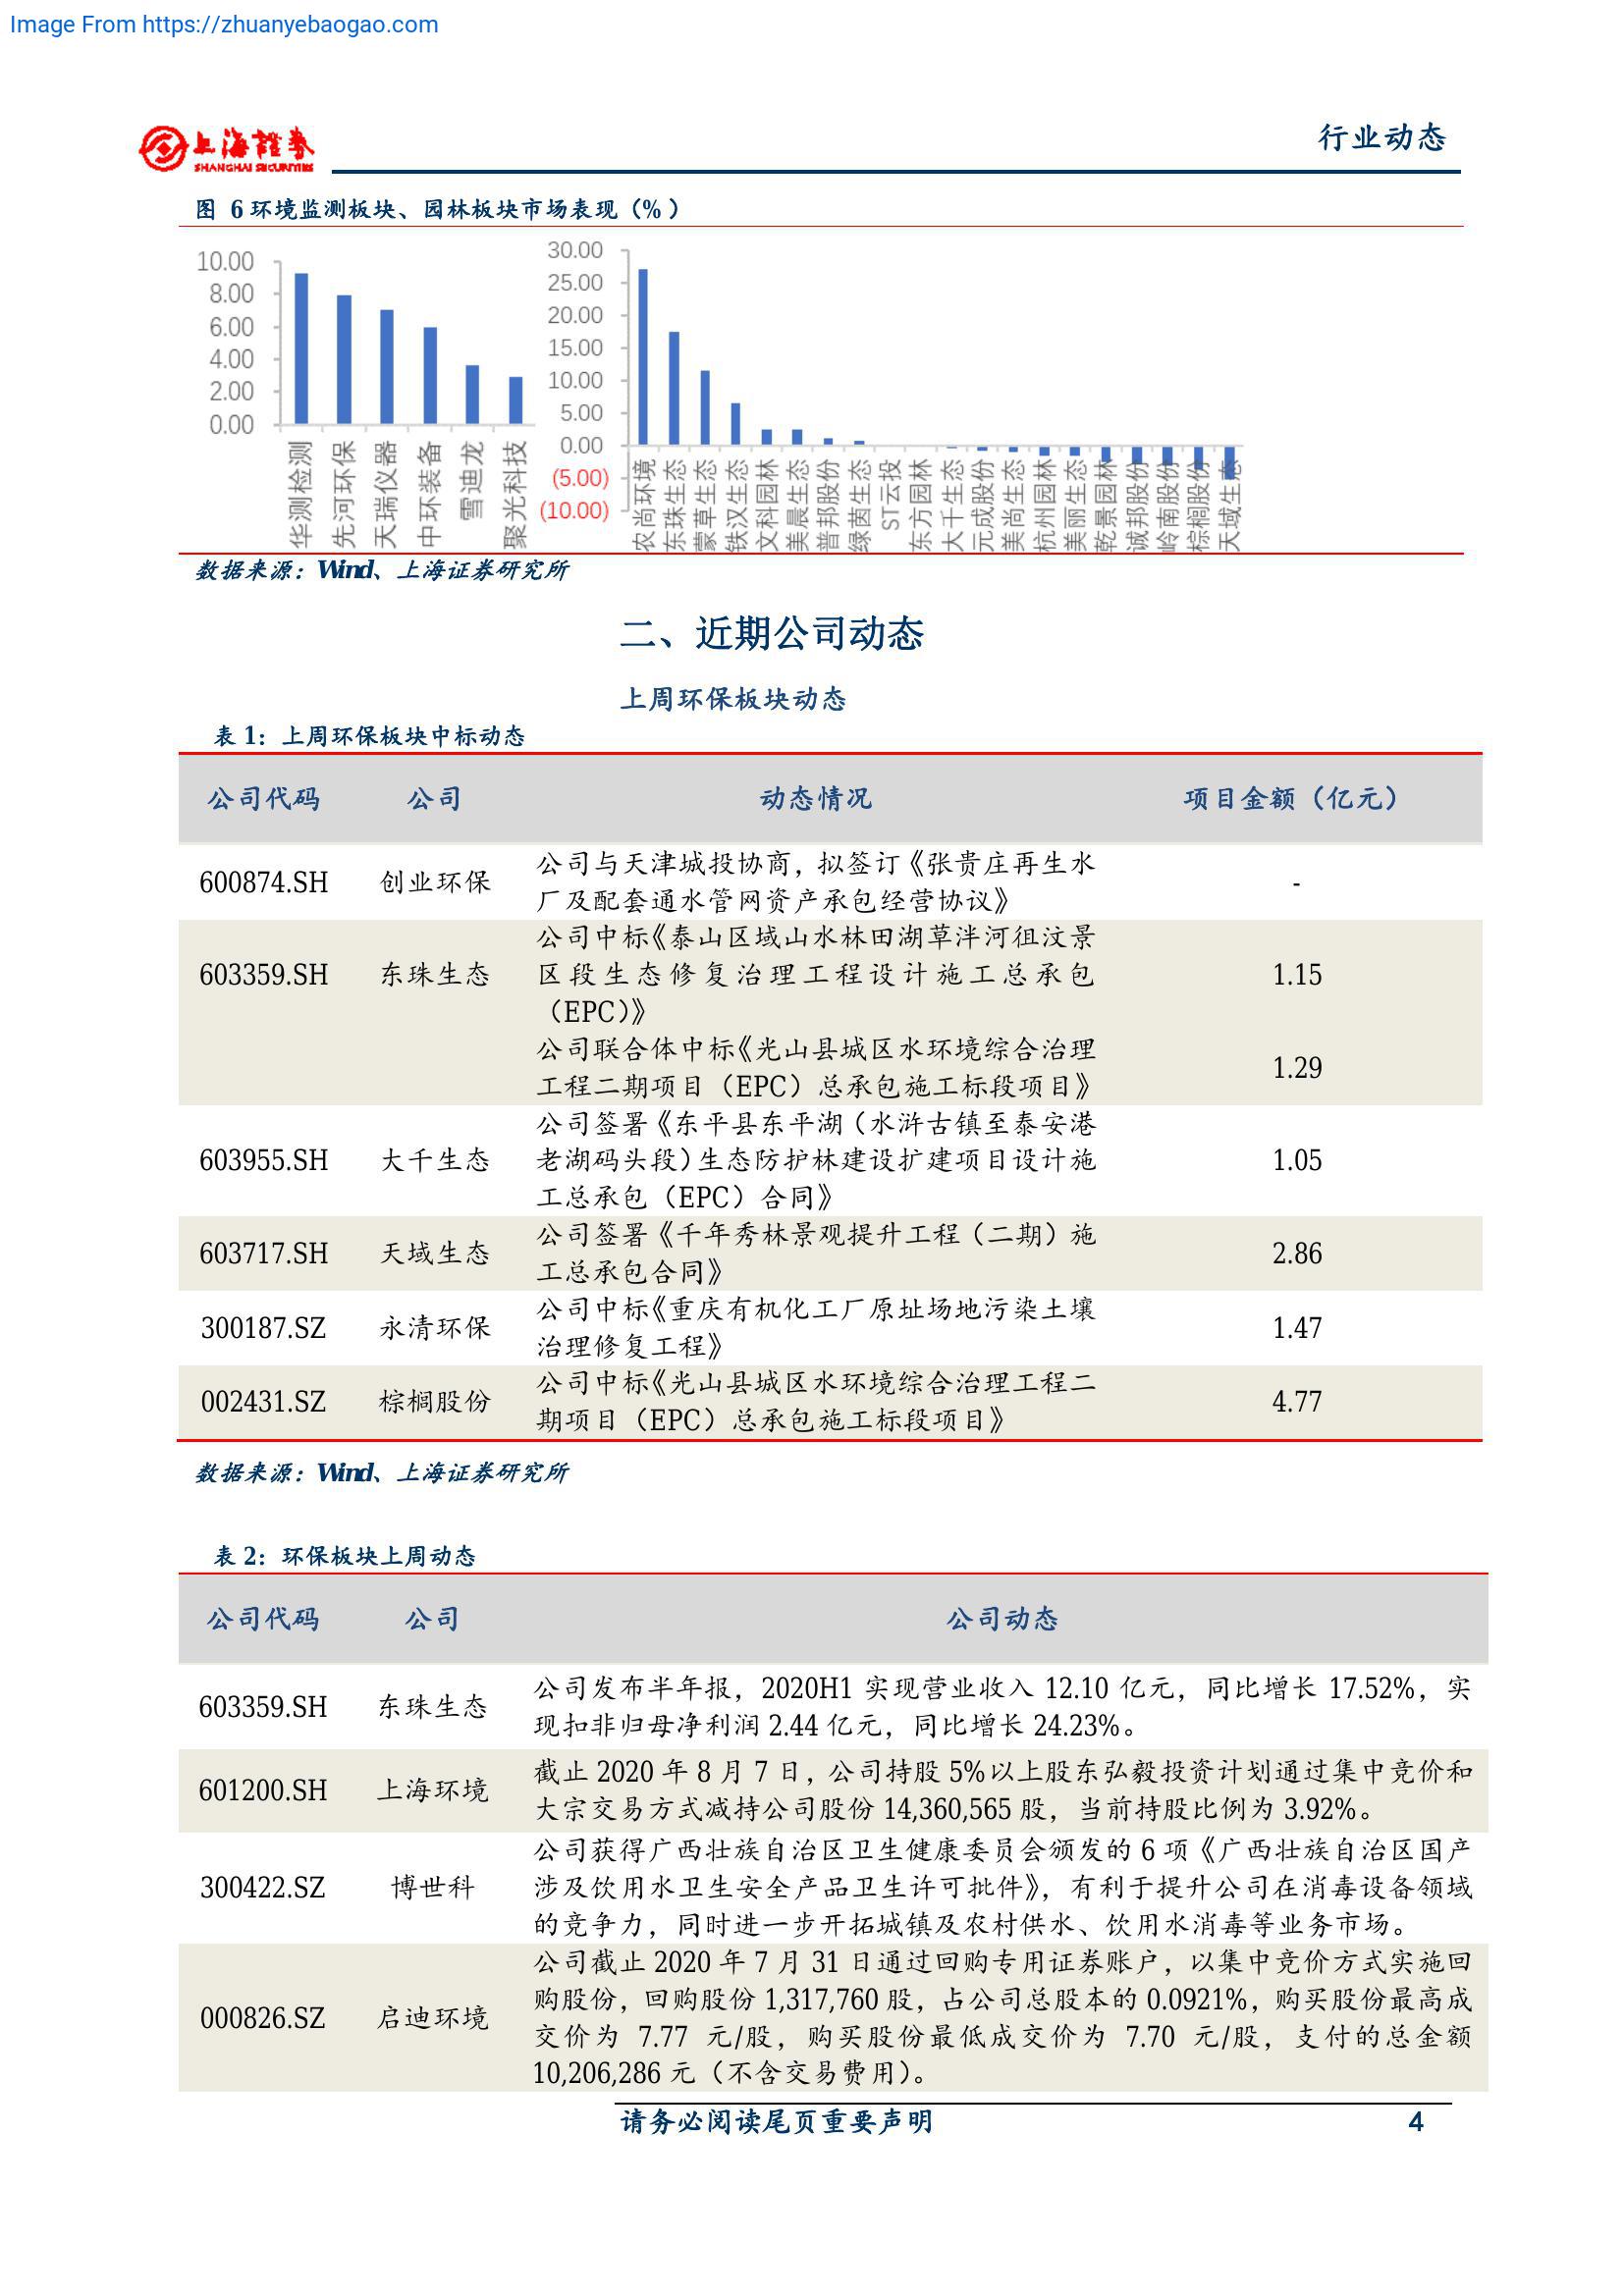 Image From https://zhuanyebaogao.com
上海證券
SHANGHAI SECURITIES
行业动态
图 6 环境监测板块、园林板块市场表现（%）
10.00
8.00
6.00
4.00
2.00
0.00
华测检测
先河环保
天瑞仪器
中环装备
雪迪龙
聚光科技
30.00
25.00
20.00
15.00
10.00
5.00
0.00
(5.00)
(10.00)
农尚环境
东珠生态
蒙草生态
铁汉生态
文科园林
美晨生态
普邦股份
绿茵生态
ST云投
东方园林
大千生态
元成股份
美尚生态
杭州园林
美丽生态
乾景园林
诚邦股份
岭南股份
棕榈股份
天域生态
数据来源：Wind、上海证券研究所
二、近期公司动态
上周环保板块动态
表 1：上周环保板块中标动态
公司代码 公司 动态情况 项目金额（亿元）
600874.SH 创业环保 公司与天津城投协商，拟签订《张贵庄再生水
厂及配套通水管网资产承包经营协议》 -
603359.SH 东珠生态 公司中标《泰山区域山水林田湖草泮河徂汶景
区段生态修复治理工程设计施工总承包 1.15
（EPC）》
公司联合体中标《光山县城区水环境综合治理
工程二期项目（EPC）总承包施工标段项目》 1.29
公司签署《东平县东平湖（水浒古镇至泰安港
603955.SH 大千生态 老湖码头段）生态防护林建设扩建项目设计施 1.05
工总承包（EPC）合同》
603717.SH 天域生态 公司签署《千年秀林景观提升工程（二期）施
工总承包合同》 2.86
300187.SZ 永清环保 公司中标《重庆有机化工厂原址场地污染土壤
治理修复工程》 1.47
002431.SZ 棕榈股份 公司中标《光山县城区水环境综合治理工程二
期项目（EPC）总承包施工标段项目》 4.77
数据来源：Wind、上海证券研究所
表 2：环保板块上周动态
公司代码 公司 公司动态
603359.SH 东珠生态 公司发布半年报，2020H1 实现营业收入 12.10 亿元，同比增长 17.52%，实
现扣非归母净利润 2.44 亿元，同比增长 24.23%。
601200.SH 上海环境 截止 2020 年 8 月 7 日，公司持股 5%以上股东弘毅投资计划通过集中竞价和
大宗交易方式减持公司股份 14,360,565 股，当前持股比例为 3.92%。
公司获得广西壮族自治区卫生健康委员会颁发的 6 项《广西壮族自治区国产
300422.SZ 博世科 涉及饮用水卫生安全产品卫生许可批件》，有利于提升公司在消毒设备领域
的竞争力，同时进一步开拓城镇及农村供水、饮用水消毒等业务市场。
公司截止 2020 年 7 月 31 日通过回购专用证券账户，以集中竞价方式实施回
000826.SZ 启迪环境 购股份，回购股份 1,317,760 股，占公司总股本的 0.0921%，购买股份最高成
交价为 7.77 元/股，购买股份最低成交价为 7.70 元/股，支付的总金额
10,206,286 元（不含交易费用）。
请务必阅读尾页重要声明 4